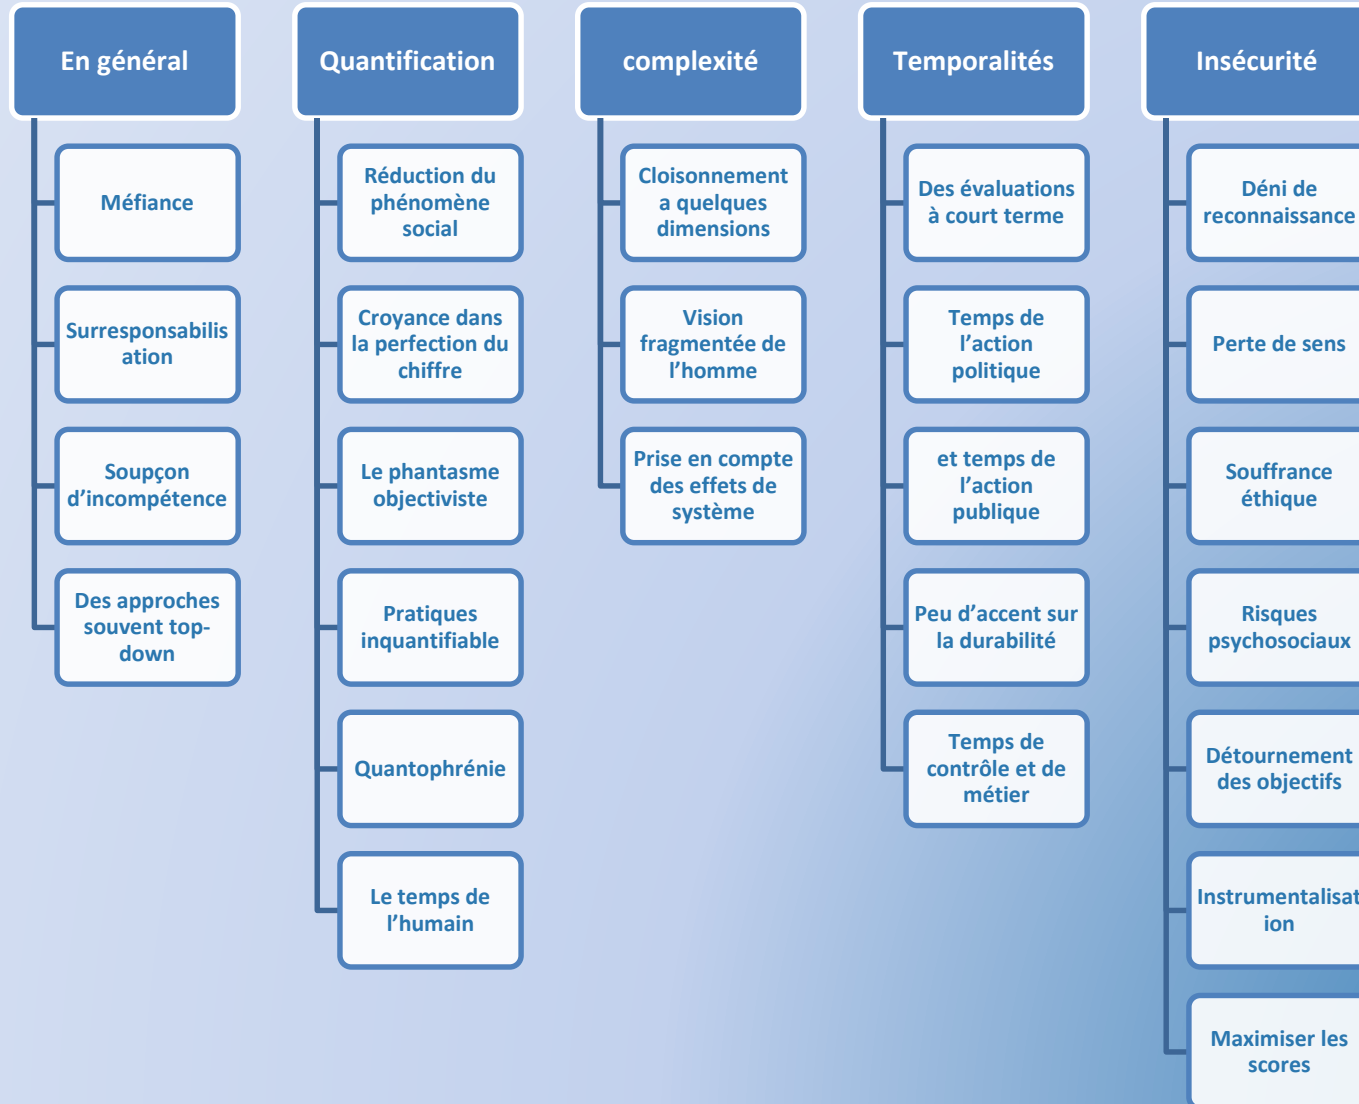 En général
Méfiance
Surresponsabilis
ation
Soupçon
d’incompétence
Des approches
souvent top-
down
Quantification
Réduction du
phénomène
social
Croyance dans
la perfection du
chiffre
Le phantasme
objectiviste
Pratiques
inquantifiable
Quantophrénie
Le temps de
l’humain
complexité
Cloisonnement
a quelques
dimensions
Vision
fragmentée de
l’homme
Prise en compte
des effets de
système
Temporalités
Des évaluations
à court terme
Temps de
l’action
politique
et temps de
l’action
publique
Peu d’accent sur
la durabilité
Temps de
contrôle et de
métier
Insécurité
Déni de
reconnaissance
Perte de sens
Souffrance
éthique
Risques
psychosociaux
Détournement
des objectifs
Instrumentalisat
ion
Maximiser les
scores